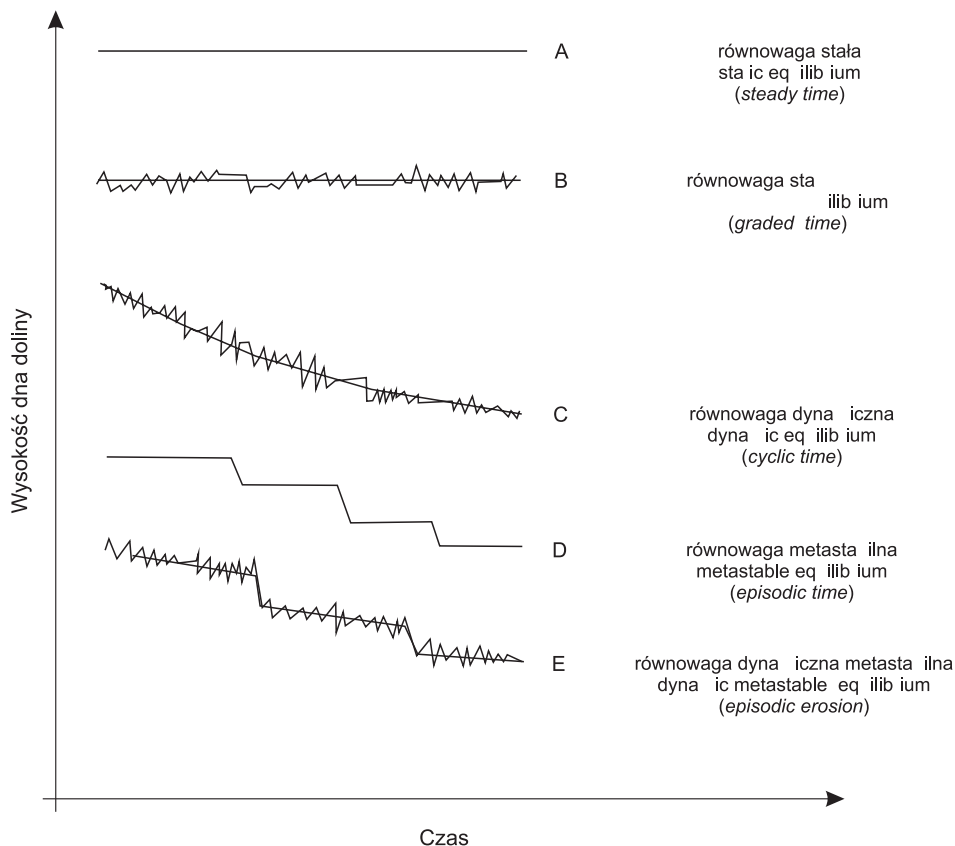 A
równowaga stała
sta ic eq ilib ium
(steady time)
B
równowaga sta
ilib ium
(graded time)
Wysokość dna doliny
C
równowaga dyna iczna
dyna ic eq ilib ium
(cyclic time)
D
równowaga metasta ilna
metastable eq ilib ium
(episodic time)
E
równowaga dyna iczna metasta ilna
dyna ic metastable eq ilib ium
(episodic erosion)
Czas